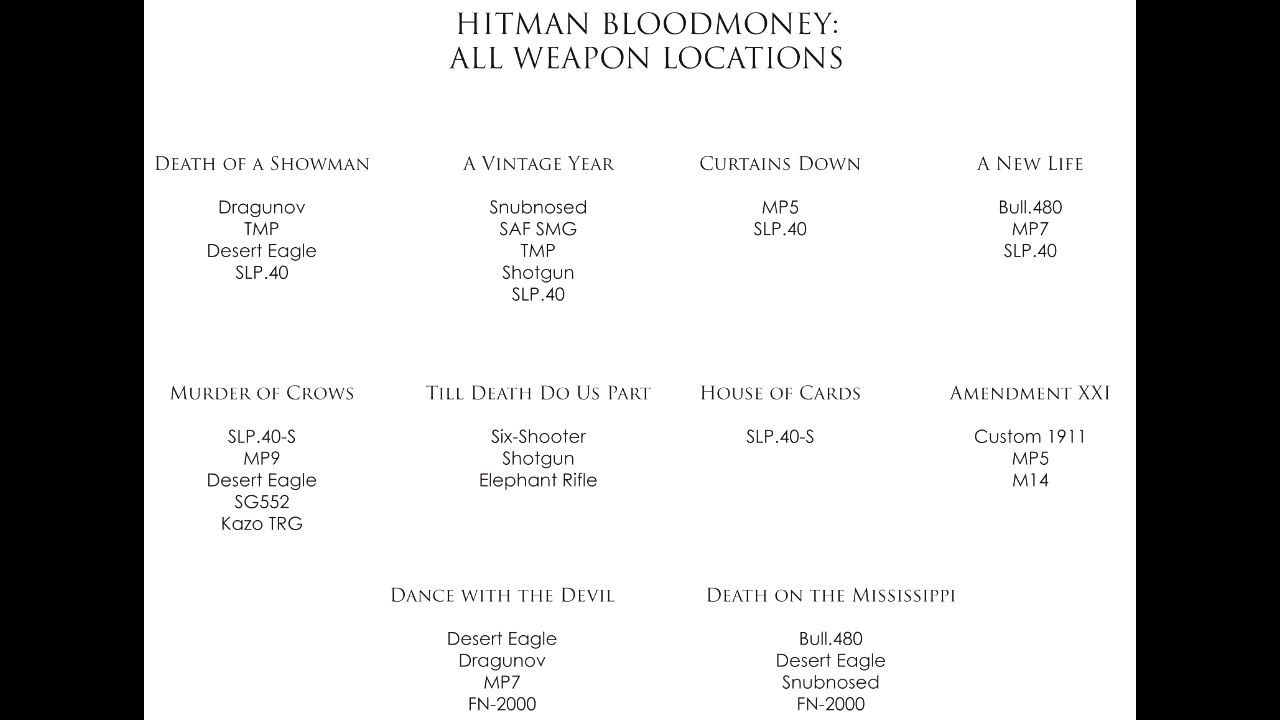 HITMAN BLOODMONEY:
ALL WEAPON LOCATIONS
DEATH OF A SHOWMAN
Dragunov
TMP
Desert Eagle
SLP.40
A VINTAGE YEAR
Snubnosed
SAF SMG
TMP
Shotgun
SLP.40
CURTAINS DOWN
MP5
SLP.40
A NEW LIFE
Bull.480
MP7
SLP.40
MURDER OF CROWS
SLP.40-S
MP9
Desert Eagle
SG552
Kazo TRG
TILL DEATH DO US PART
Six-Shooter
Shotgun
Elephant Rifle
HOUSE OF CARDS
SLP.40-S
AMENDMENT XXI
Custom 1911
MP5
M14
DANCE WITH THE DEVIL
Desert Eagle
Dragunov
MP7
FN-2000
DEATH ON THE MISSISSIPPI
Bull.480
Desert Eagle
Snubnosed
FN-2000